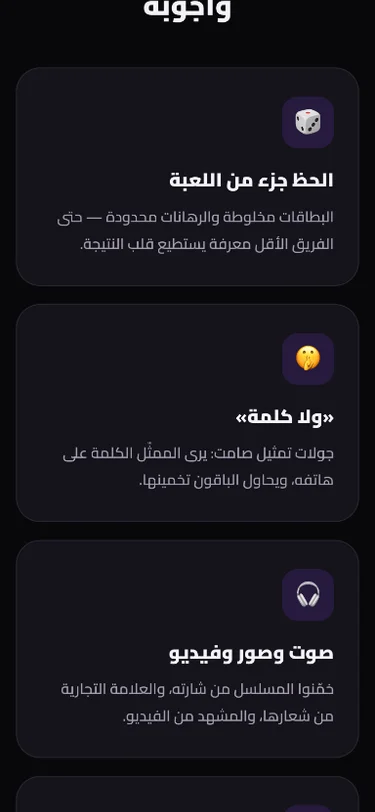 وأجوبة
الحظ جزء من اللعبة
البطاقات مخلوطة والرهانات محدودة — حتى
الفريق الأقل معرفة يستطيع قلب النتيجة.
«ولا كلمة»
جولات تمثيل صامت: يرى الممثّل الكلمة على
هاتفه، ويحاول الباقون تخمينها.
صوت وصور وفيديو
خمّنوا المسلسل من شارته، والعلامة التجارية
من شعارها، والمشهد من الفيديو.